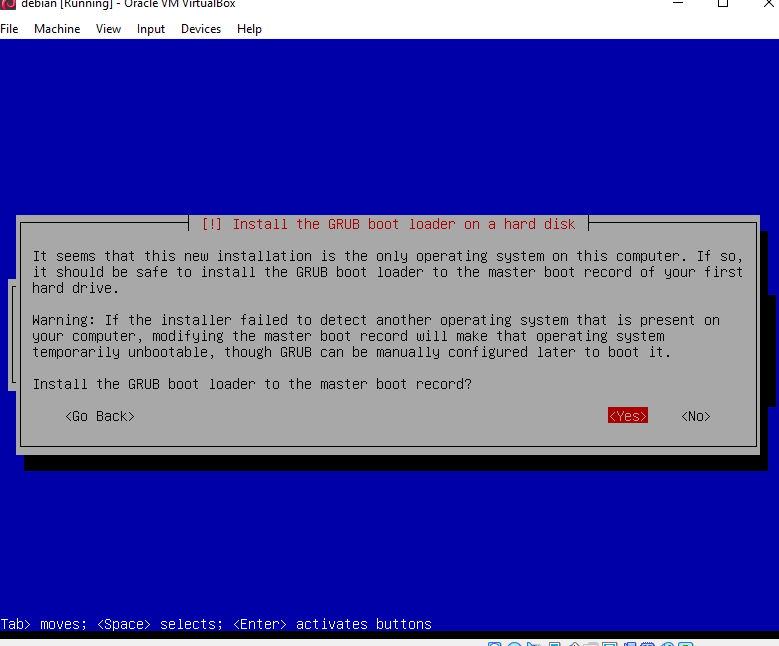 debian [Running] - Oracle VM VirtualBox
File Machine View Input Devices Help
[!] Install the GRUB boot loader on a hard disk
It seems that this new installation is the only operating system on this computer. If so,
it should be safe to install the GRUB boot loader to the master boot record of your first
hard drive.
Warning: If the installer failed to detect another operating system that is present on
your computer, modifying the master boot record will make that operating system
temporarily unbootable, though GRUB can be manually configured later to boot it.
Install the GRUB boot loader to the master boot record?
<Go Back> <Yes> <No>
Tab> moves; <Space> selects; <Enter> activates buttons